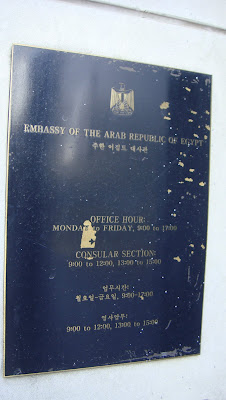 EMBASSY OF THE ARAB REPUBLIC OF EGYPT
주한 이집트 대사관
OFFICE HOUR:
to FRIDAY, 9:00 to 17:00
CONSULAR SECTION:
9:00 to 12:00, 13:00 to 15:00
업무시간:
월요일-금요일, 9:00-17:00
영사업무:
9:00 to 12:00, 13:00 to 15:00